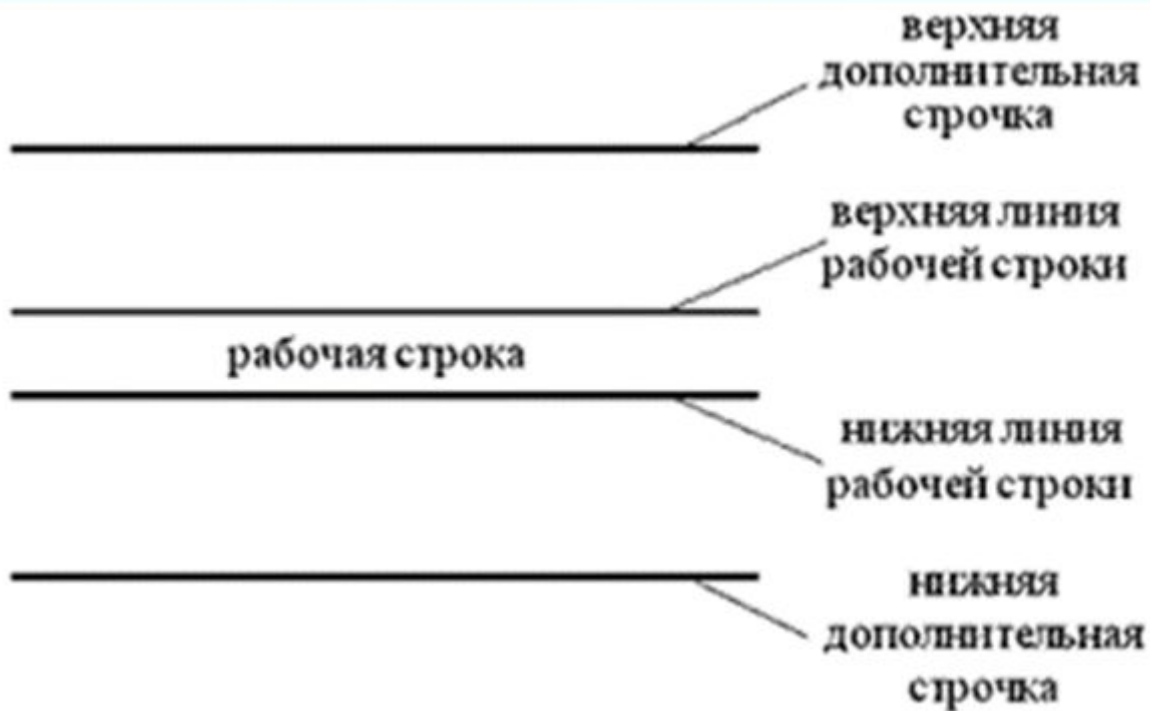 верхняя
дополнительная
строчка
верхняя линия
рабочей строки
рабочая строка
нижняя линия
рабочей строки
нижняя
дополнительная
строчка